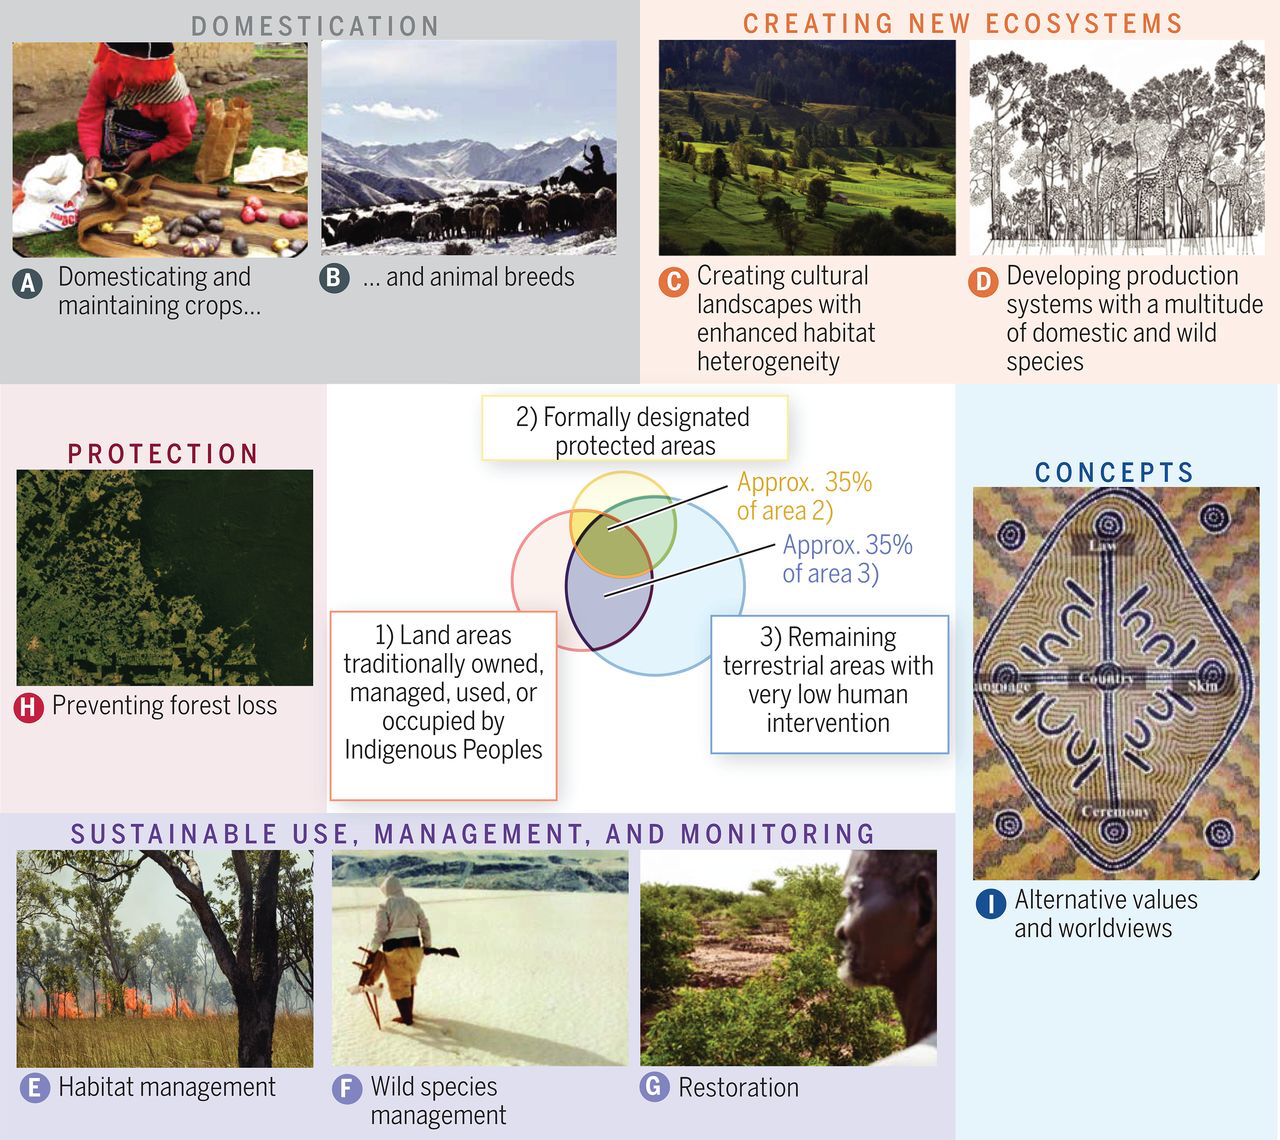 DOMESTICATION
A Domesticating and
maintaining crops...
B ... and animal breeds
CREATING NEW ECOSYSTEMS
C Creating cultural
landscapes with
enhanced habitat
heterogeneity
D Developing production
systems with a multitude
of domestic and wild
species
PROTECTION
H Preventing forest loss
2) Formally designated
protected areas
Approx. 35%
of area 2)
Approx. 35%
of area 3)
1) Land areas
traditionally owned,
managed, used, or
occupied by
Indigenous Peoples
3) Remaining
terrestrial areas with
very low human
intervention
CONCEPTS
Law
anguage
Country
Skin
Ceremony
I Alternative values
and worldviews
SUSTAINABLE USE, MANAGEMENT, AND MONITORING
E Habitat management
F Wild species
management
G Restoration